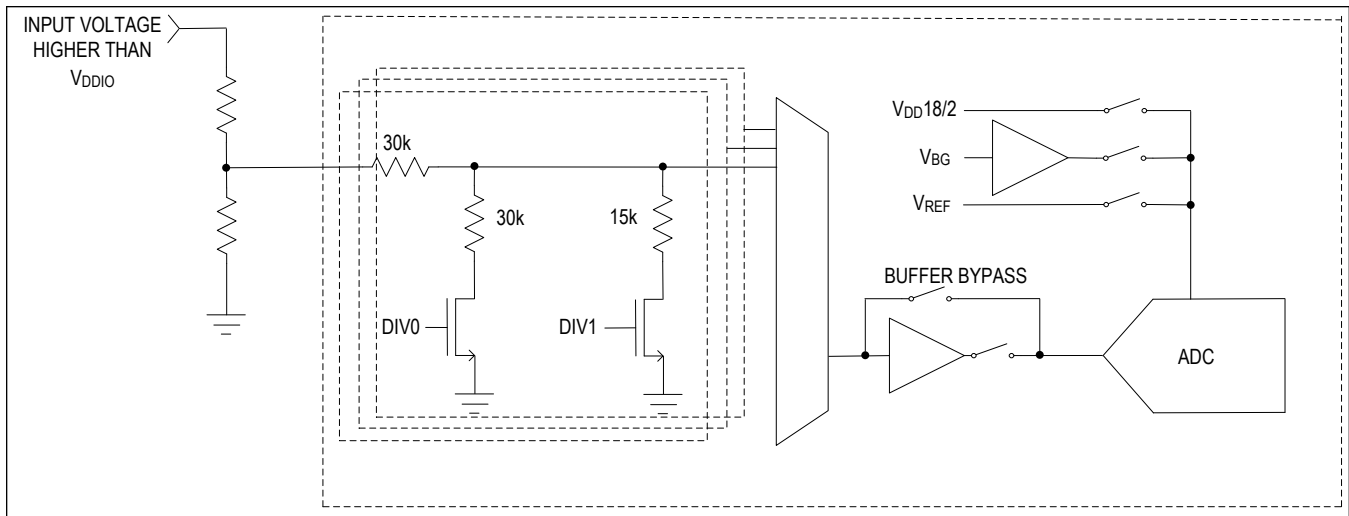 INPUT VOLTAGE
HIGHER THAN
VDDIO
30k
30k
15k
DIV0
DIV1
VDD18/2
VBG
VREF
BUFFER BYPASS
ADC